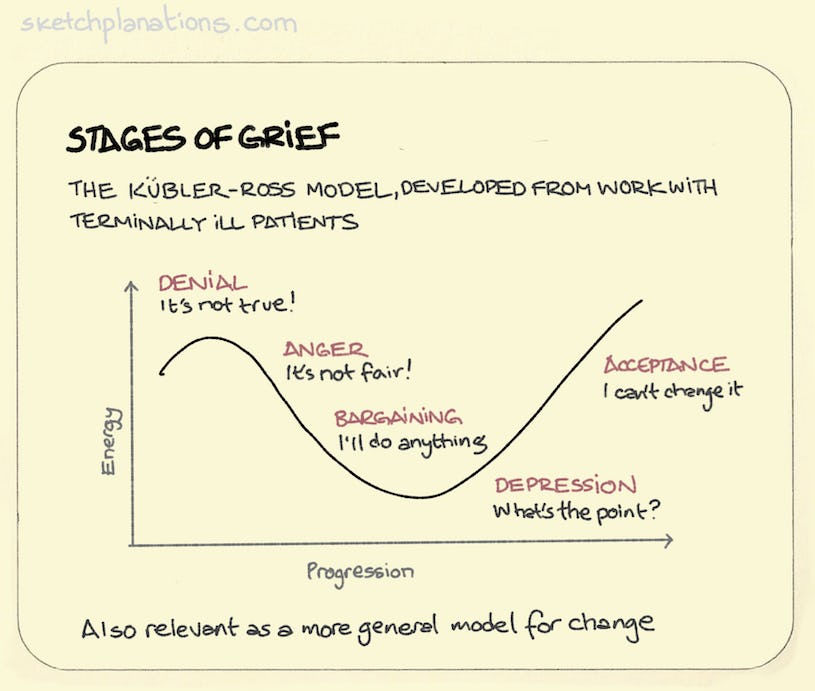 sketchplanations.com
STAGES OF GRiEF
THE KÜBLER-ROSS MODEL, DEVELOPED FROM WORK WITH
TERMiNALLY iLL PATiENTS
DENiAL
It's not true!
ANGER
It's not fair!
BARGAiNiNG
I'll do anything
ACCEPTANCE
I can't change it
DEPRESSiON
What's the point?
Energy
Progression
Also relevant as a more general model for change